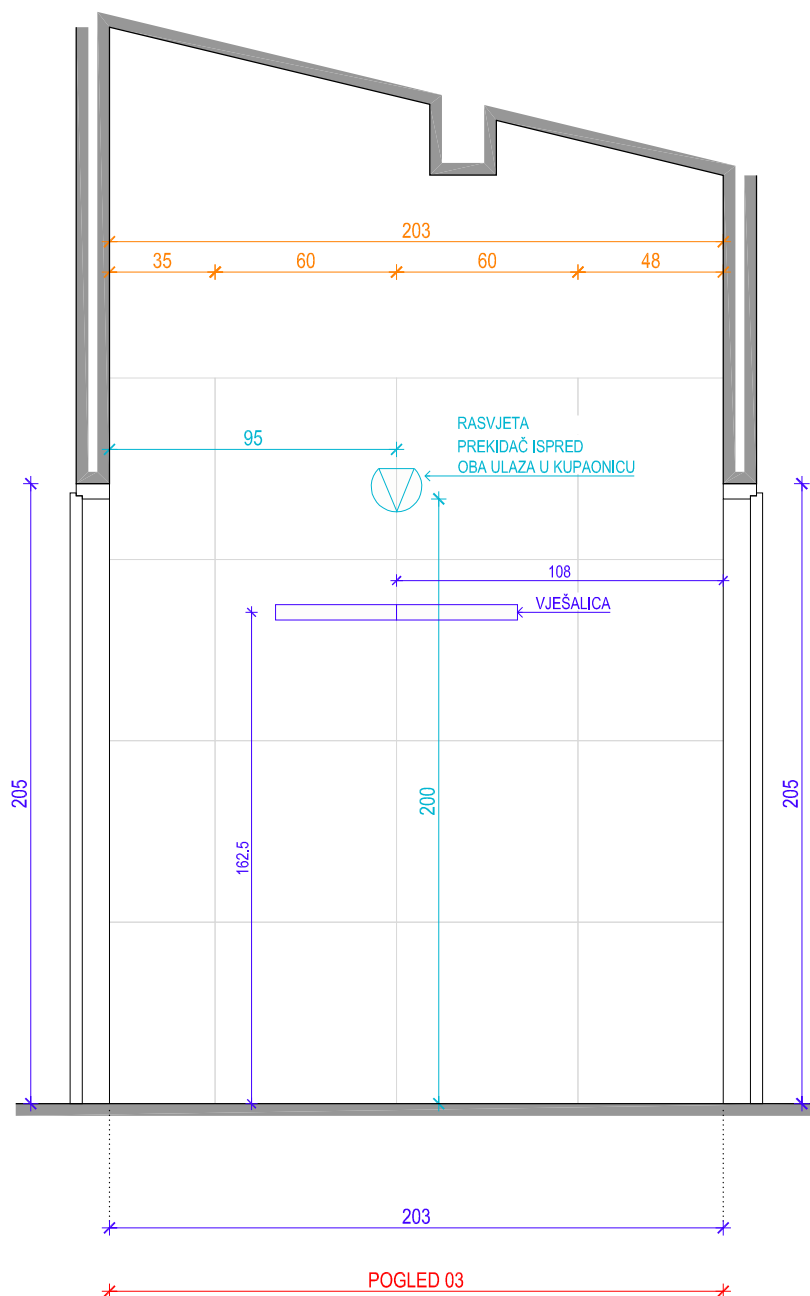 203
35
60
60
48
95
RASVJETA
PREKIDAČ ISPRED
OBA ULAZA U KUPAONICU
108
VJEŠALICA
205
200
205
162.5
203
POGLED 03